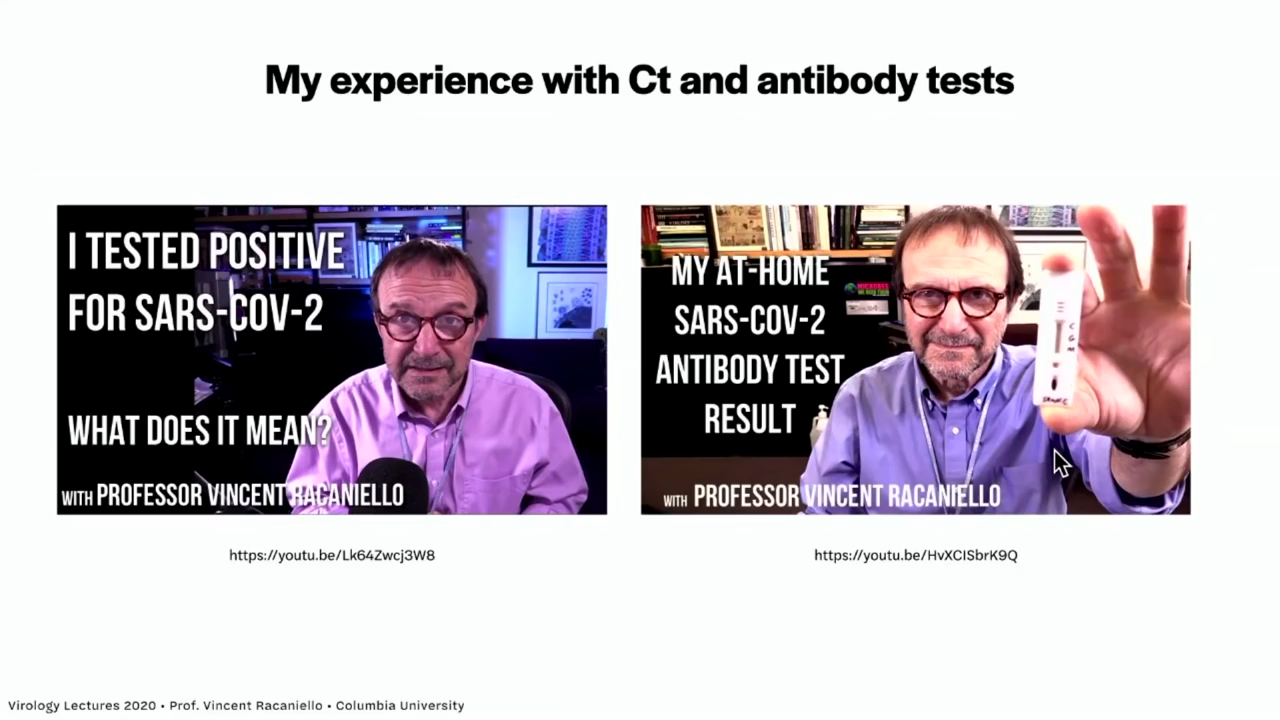 My experience with Ct and antibody tests
I TESTED POSITIVE
FOR SARS-COV-2
WHAT DOES IT MEAN?
WITH PROFESSOR VINCENT RACANIELLO
MY AT-HOME
SARS-COV-2
ANTIBODY TEST
RESULT
WITH PROFESSOR VINCENT RACANIELLO
C
G
M
https://youtu.be/Lk64Zwcj3W8
https://youtu.be/HvXCISbrK9Q
Virology Lectures 2020 • Prof. Vincent Racaniello • Columbia University